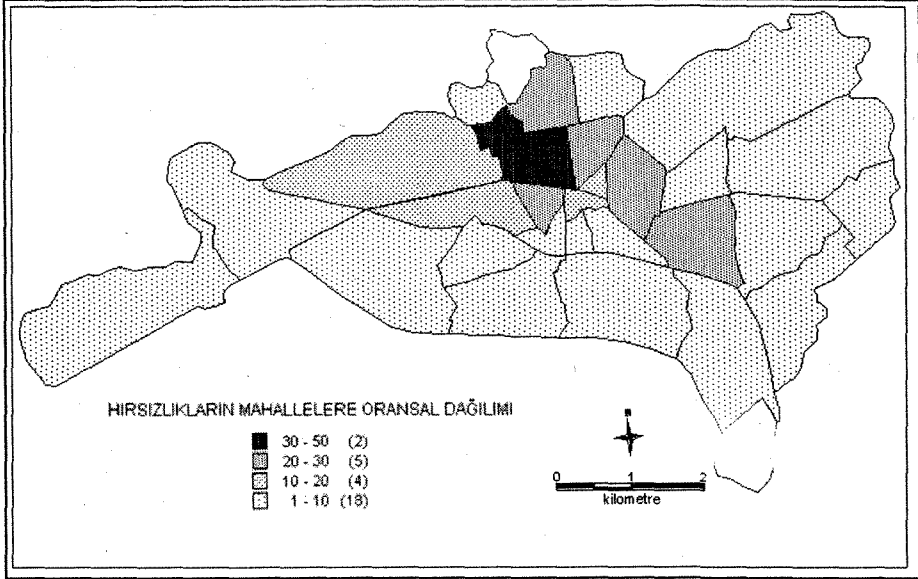 HIRSIZLIKLARIN MAHALLELERE ORANSAL DAĞILIMI
30 - 50 (2)
20 - 30 (5)
10 - 20 (4)
1 - 10 (18)
0 1 2
kilometre